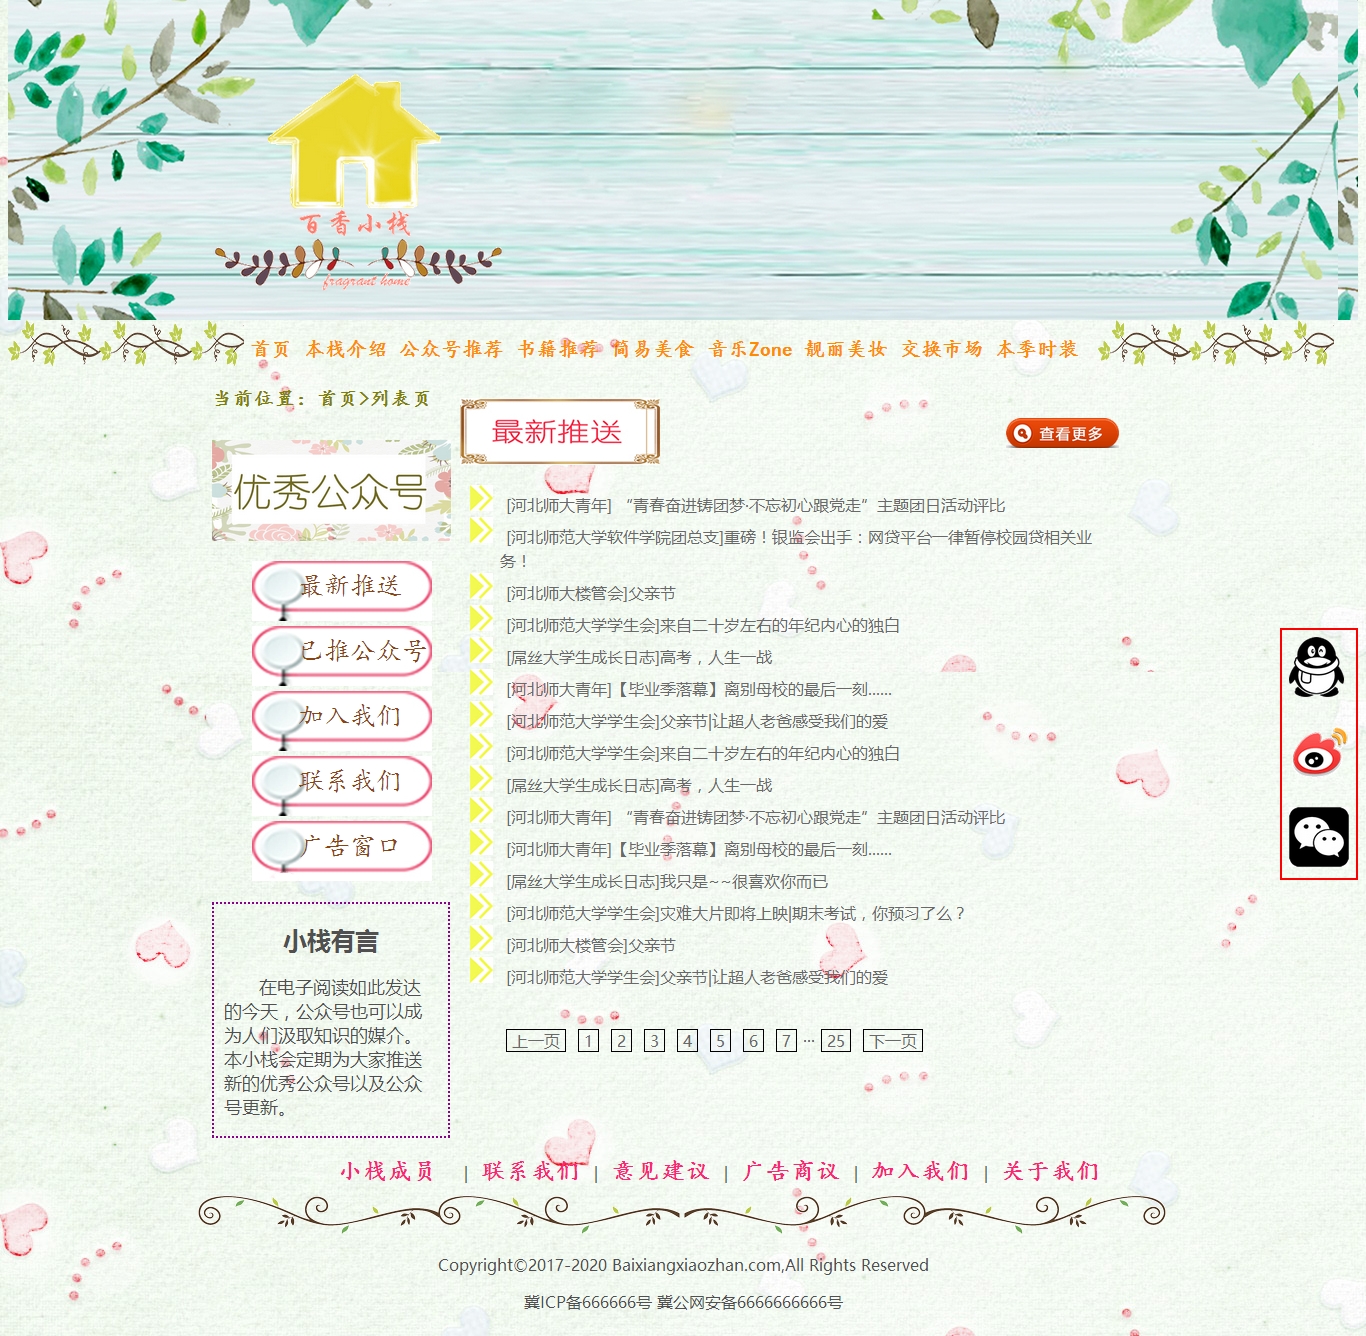 百香小栈
fragrant home
首页 本栈介绍 公众号推荐 书籍推荐 简易美食 音乐Zone 靓丽美妆 交换市场 本季时装
当前位置：首页>列表页
最新推送
查看更多
优秀公众号
最新推送
已推公众号
加入我们
联系我们
广告窗口
小栈有言
在电子阅读如此发达
的今天，公众号也可以成
为人们汲取知识的媒介。
本小栈会定期为大家推送
新的优秀公众号以及公众
号更新。
[河北师大青年] “青春奋进铸团梦·不忘初心跟党走”主题团日活动评比
[河北师范大学软件学院团总支]重磅！银监会出手：网贷平台一律暂停校园贷相关业
务！
[河北师大楼管会]父亲节
[河北师范大学学生会]来自二十岁左右的年纪内心的独白
[屌丝大学生成长日志]高考，人生一战
[河北师大青年]【毕业季落幕】离别母校的最后一刻......
[河北师范大学学生会]父亲节|让超人老爸感受我们的爱
[河北师范大学学生会]来自二十岁左右的年纪内心的独白
[屌丝大学生成长日志]高考，人生一战
[河北师大青年] “青春奋进铸团梦·不忘初心跟党走”主题团日活动评比
[河北师大青年]【毕业季落幕】离别母校的最后一刻......
[屌丝大学生成长日志]我只是~~很喜欢你而已
[河北师范大学学生会]灾难大片即将上映|期末考试，你预习了么？
[河北师大楼管会]父亲节
[河北师范大学学生会]父亲节|让超人老爸感受我们的爱
上一页 1 2 3 4 5 6 7 ... 25 下一页
小栈成员 | 联系我们 | 意见建议 | 广告商议 | 加入我们 | 关于我们
Copyright©2017-2020 Baixiangxiaozhan.com,All Rights Reserved
冀ICP备666666号 冀公网安备6666666666号